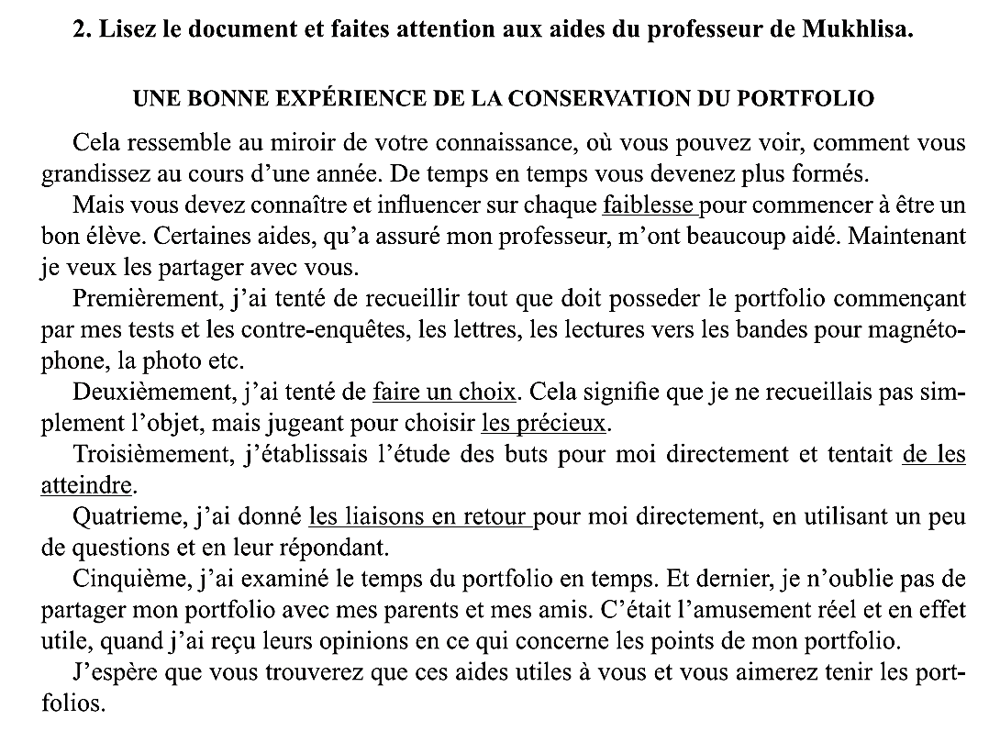 2. Lisez le document et faites attention aux aides du professeur de Mukhlisa.
UNE BONNE EXPÉRIENCE DE LA CONSERVATION DU PORTFOLIO
Cela ressemble au miroir de votre connaissance, où vous pouvez voir, comment vous
grandissez au cours d’une année. De temps en temps vous devenez plus formés.
Mais vous devez connaître et influencer sur chaque faiblesse pour commencer à être un
bon élève. Certaines aides, qu’a assuré mon professeur, m’ont beaucoup aidé. Maintenant
je veux les partager avec vous.
Premièrement, j’ai tenté de recueillir tout que doit posseder le portfolio commençant
par mes tests et les contre-enquêtes, les lettres, les lectures vers les bandes pour magnéto-
phone, la photo etc.
Deuxièmement, j’ai tenté de faire un choix. Cela signifie que je ne recueillais pas sim-
plement l’objet, mais jugeant pour choisir les précieux.
Troisièmement, j’établissais l’étude des buts pour moi directement et tentait de les
atteindre.
Quatrieme, j’ai donné les liaisons en retour pour moi directement, en utilisant un peu
de questions et en leur répondant.
Cinquième, j’ai examiné le temps du portfolio en temps. Et dernier, je n’oublie pas de
partager mon portfolio avec mes parents et mes amis. C’était l’amusement réel et en effet
utile, quand j’ai reçu leurs opinions en ce qui concerne les points de mon portfolio.
J’espère que vous trouverez que ces aides utiles à vous et vous aimerez tenir les port-
folios.